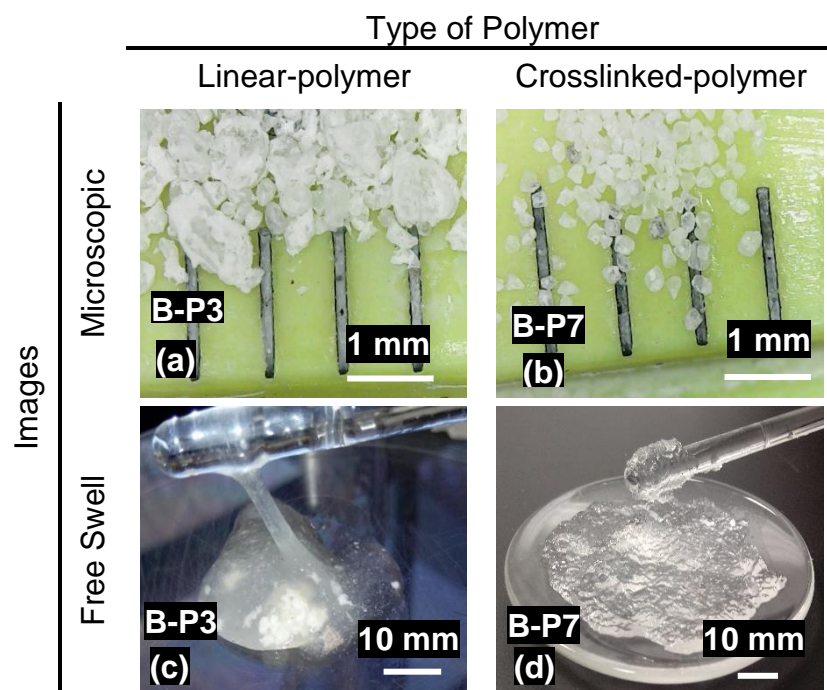 Type of Polymer
Linear-polymer
Crosslinked-polymer
Images
Microscopic
B-P3
(a)
1 mm
B-P7
(b)
1 mm
Free Swell
B-P3
(c)
10 mm
B-P7
(d)
10 mm